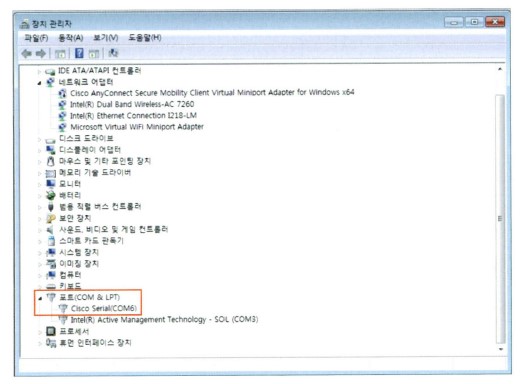 장치 관리자
파일(F) 동작(A) 보기(V) 도움말(H)
IDE ATA/ATAPI 컨트롤러
네트워크 어댑터
Cisco AnyConnect Secure Mobility Client Virtual Miniport Adapter for Windows x64
Intel(R) Dual Band Wireless-AC 7260
Intel(R) Ethernet Connection I218-LM
Microsoft Virtual WiFi Miniport Adapter
디스크 드라이브
디스플레이 어댑터
마우스 및 기타 포인팅 장치
메모리 기술 드라이버
모니터
배터리
범용 직렬 버스 컨트롤러
보안 장치
사운드, 비디오 및 게임 컨트롤러
스마트 카드 판독기
시스템 장치
이미징 장치
컴퓨터
키보드
포트(COM & LPT)
Cisco Serial(COM6)
Intel(R) Active Management Technology - SOL (COM3)
프로세서
휴먼 인터페이스 장치